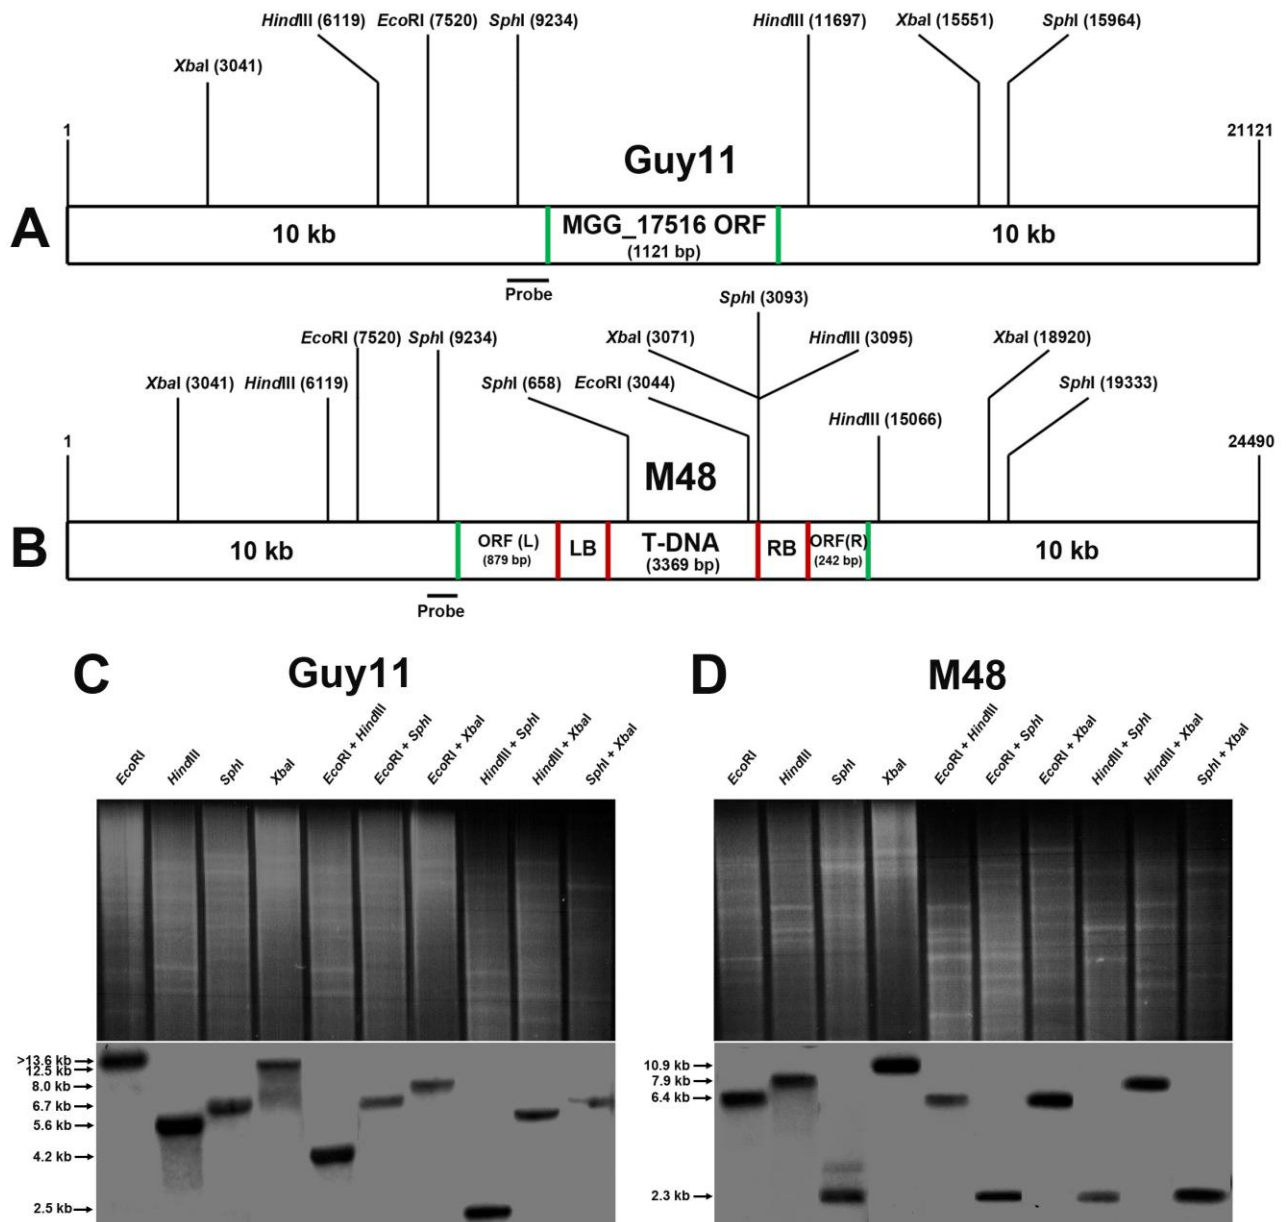 HindIII (6119) EcoRI (7520) SphI (9234) HindIII (11697) XbaI (15551) SphI (15964)
XbaI (3041)
1 21121
Guy11
A 10 kb MGG_17516 ORF 10 kb
(1121 bp)
Probe
SphI (3093)
EcoRI (7520) SphI (9234) XbaI (3071) HindIII (3095) XbaI (18920)
XbaI (3041) HindIII (6119) SphI (658) EcoRI (3044) SphI (19333)
HindIII (15066)
1 24490
M48
B 10 kb ORF (L) LB T-DNA RB ORF(R) 10 kb
(879 bp) (3369 bp) (242 bp)
Probe
C Guy11
EcoRI HindIII SphI XbaI EcoRI + HindIII EcoRI + SphI EcoRI + XbaI HindIII + SphI HindIII + XbaI SphI + XbaI
>13.6 kb
12.5 kb
8.0 kb
6.7 kb
5.6 kb
4.2 kb
2.5 kb
D M48
EcoRI HindIII SphI XbaI EcoRI + HindIII EcoRI + SphI EcoRI + XbaI HindIII + SphI HindIII + XbaI SphI + XbaI
10.9 kb
7.9 kb
6.4 kb
2.3 kb